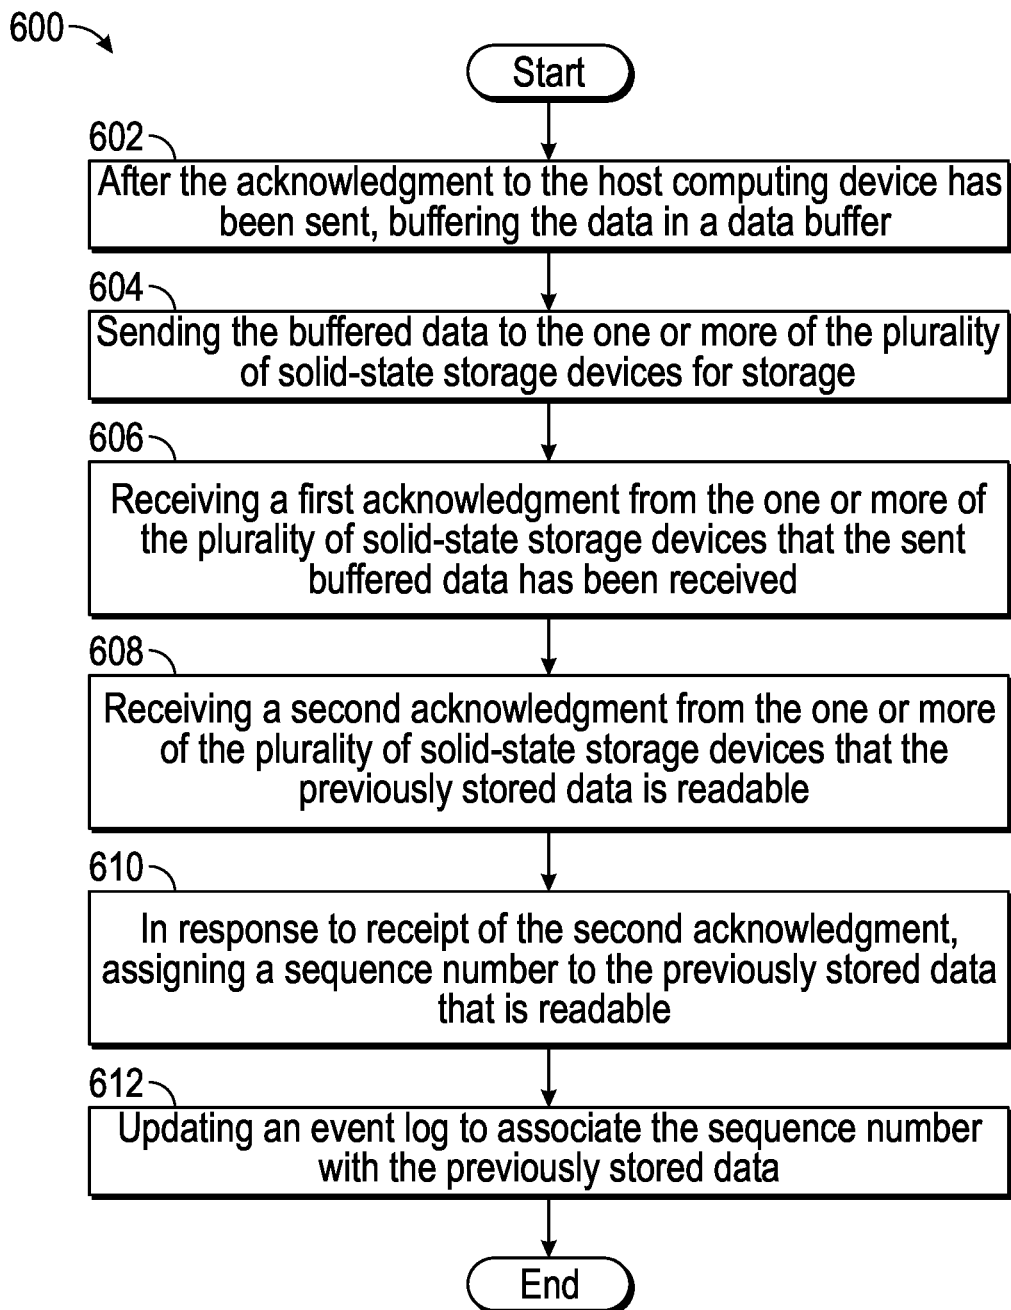 600
Start
602
After the acknowledgment to the host computing device has
been sent, buffering the data in a data buffer
604
Sending the buffered data to the one or more of the plurality
of solid-state storage devices for storage
606
Receiving a first acknowledgment from the one or more of
the plurality of solid-state storage devices that the sent
buffered data has been received
608
Receiving a second acknowledgment from the one or more
of the plurality of solid-state storage devices that the
previously stored data is readable
610
In response to receipt of the second acknowledgment,
assigning a sequence number to the previously stored data
that is readable
612
Updating an event log to associate the sequence number
with the previously stored data
End